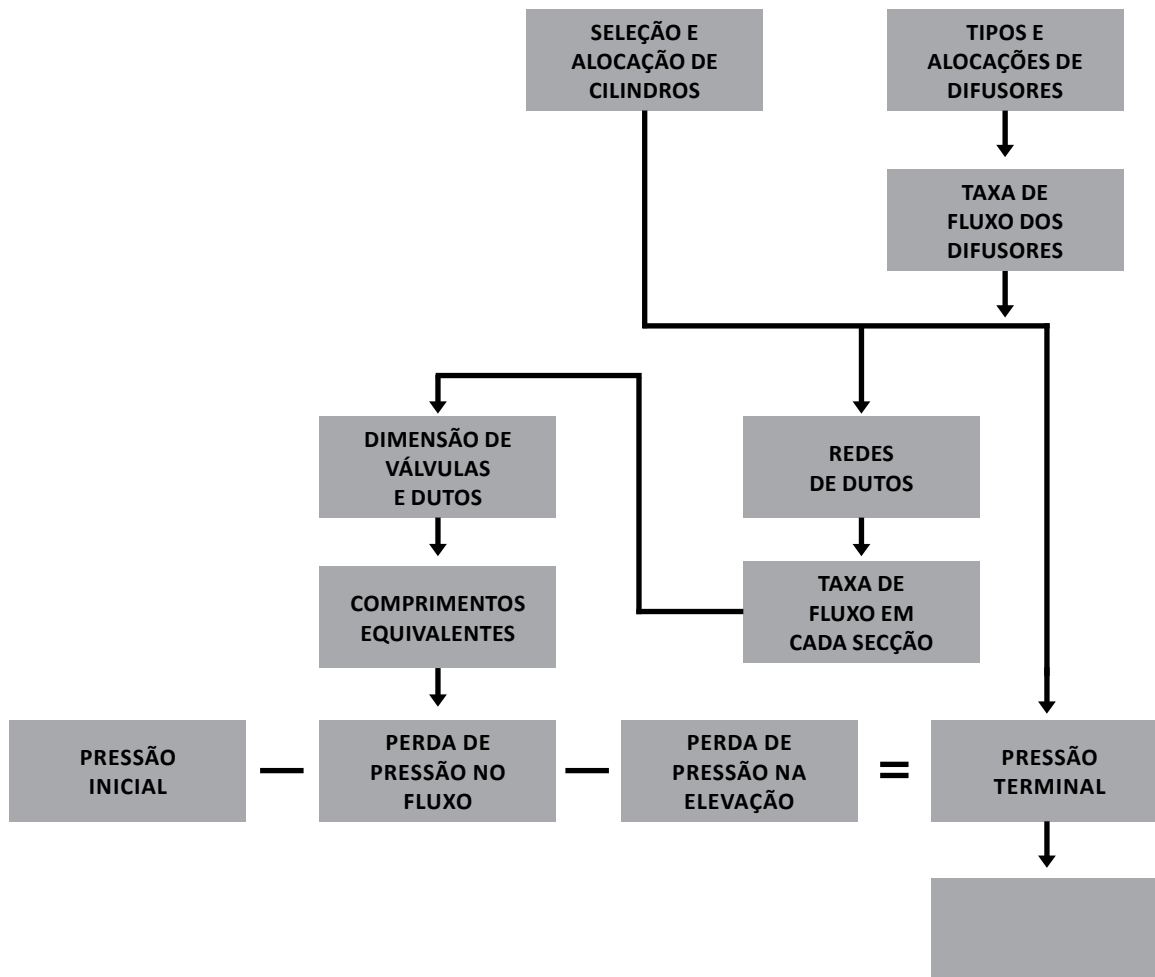 SELEÇÃO E
ALOCAÇÃO DE
CILINDROS
TIPOS E
ALOCAÇÕES DE
DIFUSORES
TAXA DE
FLUXO DOS
DIFUSORES
DIMENSÃO DE
VÁLVULAS
E DUTOS
REDES
DE DUTOS
COMPRIMENTOS
EQUIVALENTES
TAXA DE
FLUXO EM
CADA SECÇÃO
PRESSÃO
INICIAL
—
PERDA DE
PRESSÃO NO
FLUXO
—
PERDA DE
PRESSÃO NA
ELEVAÇÃO
=
PRESSÃO
TERMINAL